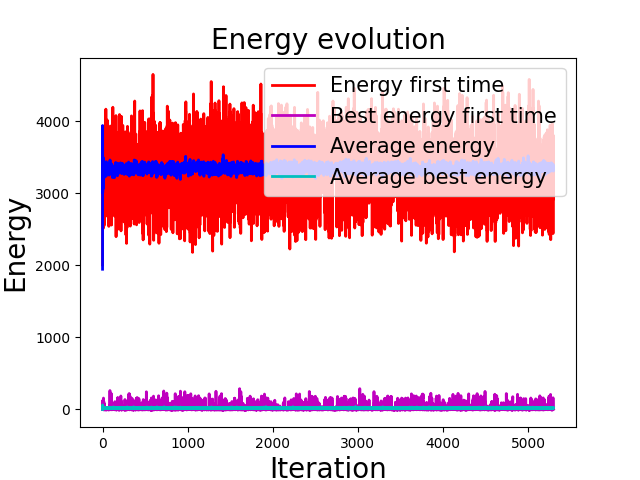 Energy evolution
Energy first time
Best energy first time
Average energy
Average best energy
Energy
4000
3000
2000
1000
0
0 1000 2000 3000 4000 5000
Iteration